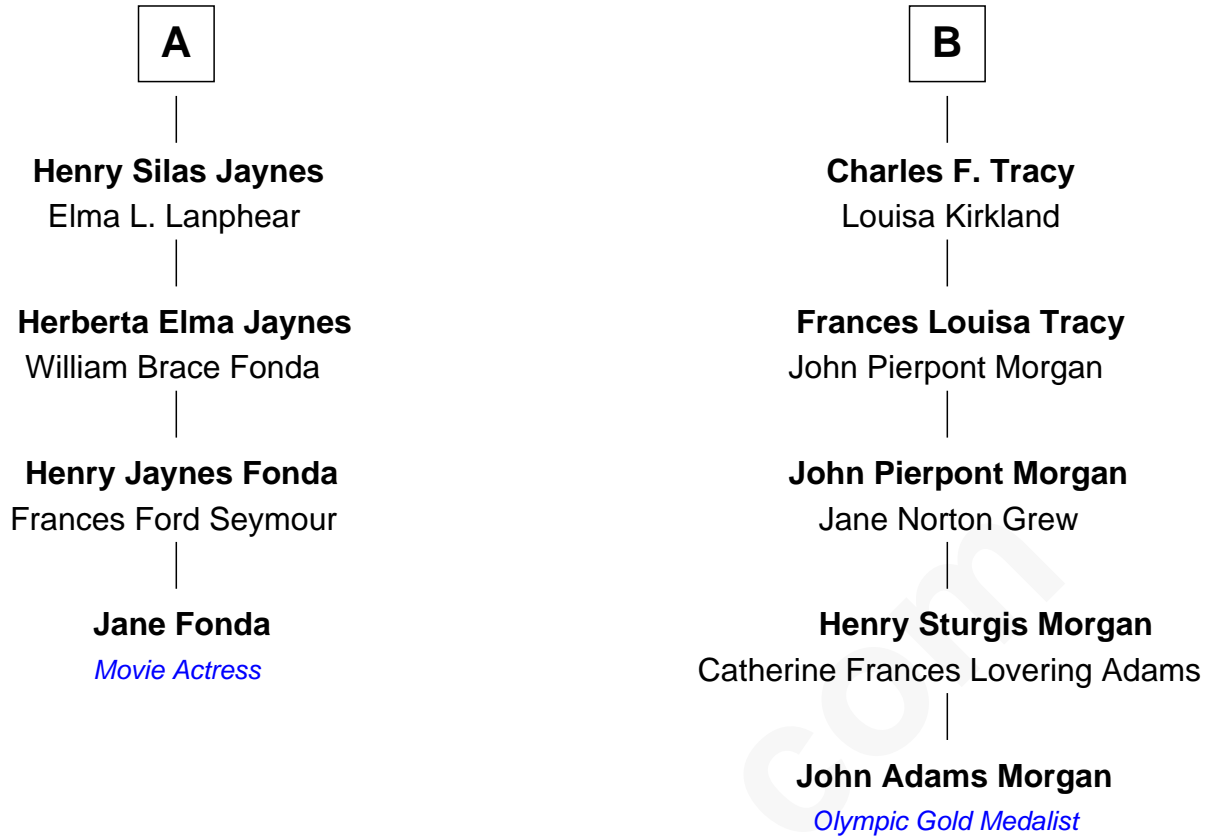 A
Henry Silas Jaynes
Elma L. Lanphear
Herberta Elma Jaynes
William Brace Fonda
Henry Jaynes Fonda
Frances Ford Seymour
Jane Fonda
Movie Actress
B
Charles F. Tracy
Louisa Kirkland
Frances Louisa Tracy
John Pierpont Morgan
John Pierpont Morgan
Jane Norton Grew
Henry Sturgis Morgan
Catherine Frances Lovering Adams
John Adams Morgan
Olympic Gold Medalist
com